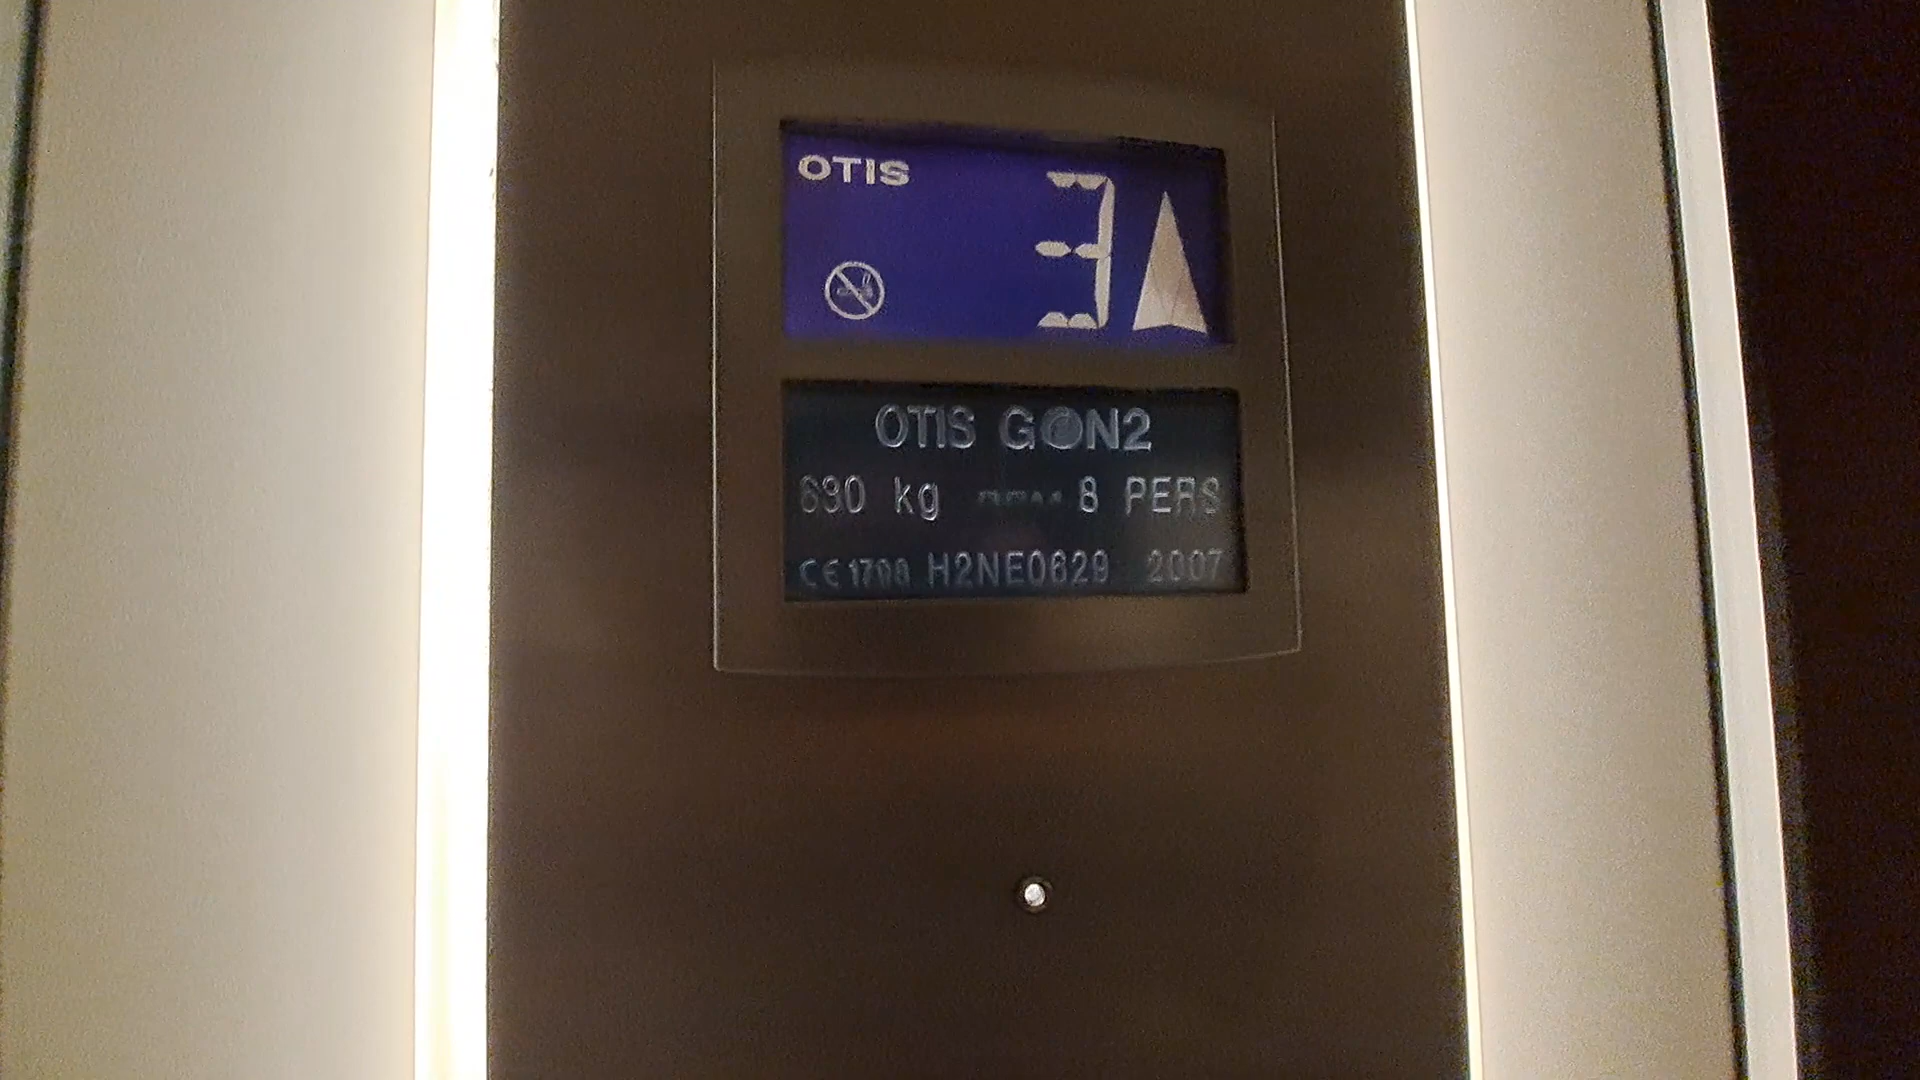 OTIS
3
OTIS GEN2
630 kg 8 PERS
CE 1708 H2NE0629 2007